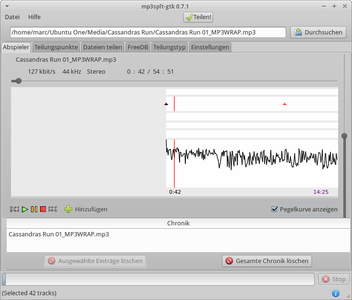 mp3splt-gtk 0.7.1
Datei Hilfe
Teilen!
/home/marc/Ubuntu One/Media/Cassandras Run/Cassandras Run 01_MP3WRAP.mp3 Durchsuchen
Abspieler Teilungspunkte Dateien teilen FreeDB Teilungstyp Einstellungen
Cassandras Run 01_MP3WRAP.mp3
127 kbit/s 44 kHz Stereo 0 : 42 / 54 : 51
0:42 14:25
Hinzufügen Pegelkurve anzeigen
Chronik
Cassandras Run 01_MP3WRAP.mp3
Ausgewählte Einträge löschen Gesamte Chronik löschen
Stop
(Selected 42 tracks)